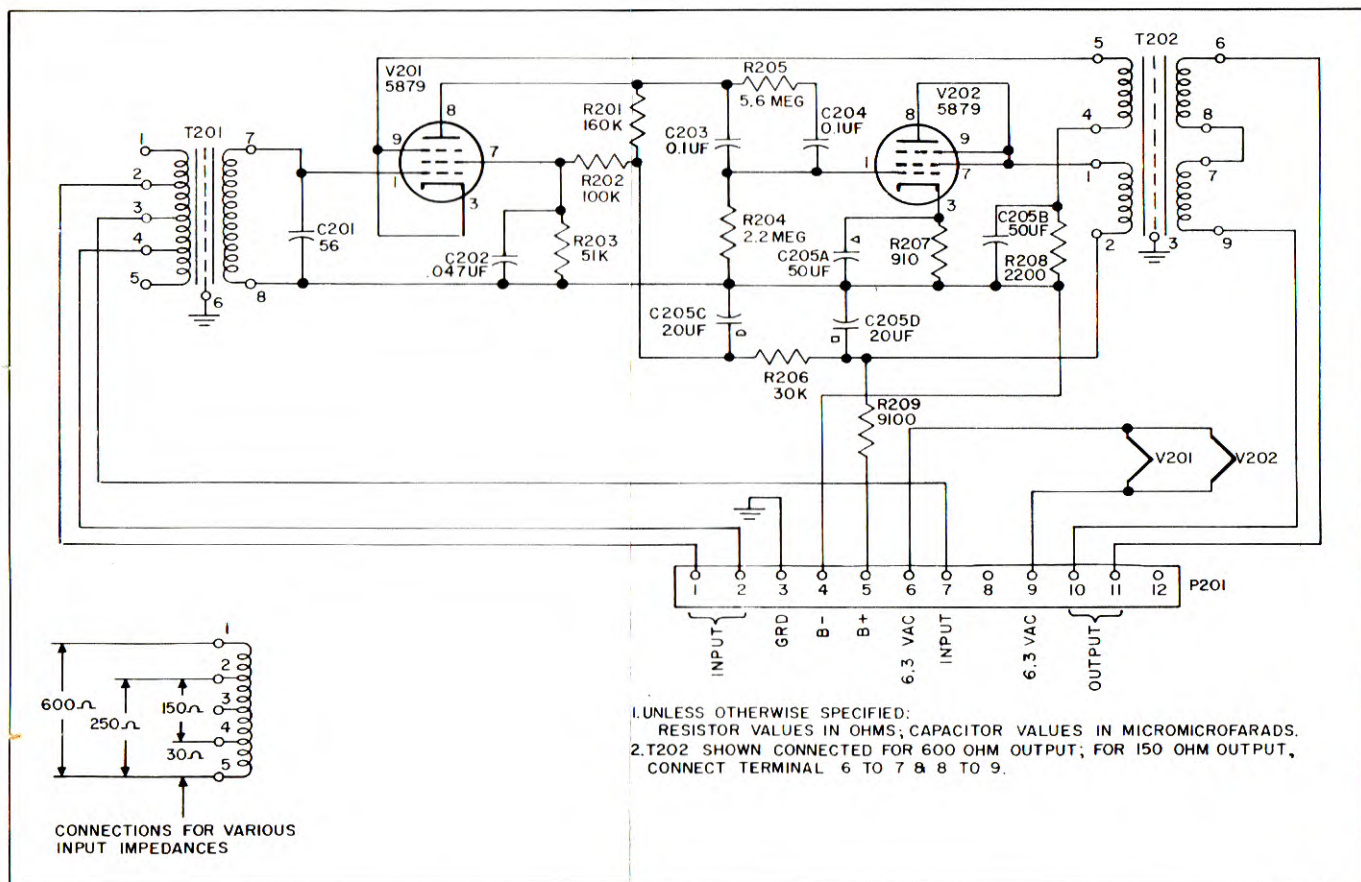 T201
1
2
3
4
5
6
7
8
C201
56
V201
5879
8
9
1
7
3
C202
.047UF
R201
160K
R202
100K
R203
51K
C203
0.1UF
R205
5.6 MEG
C204
0.1UF
R204
2.2 MEG
V202
5879
8
9
1
7
3
C205A
50UF
R207
910
C205B
50UF
R208
2200
C205C
20UF
C205D
20UF
R206
30K
R209
9100
T202
5
4
1
2
3
6
8
7
9
V201
V202
1 2 3 4 5 6 7 8 9 10 11 12
P201
INPUT
GRD
B-
B+
6.3 VAC
INPUT
6.3 VAC
OUTPUT
1
2
3
4
5
600Ω
250Ω
150Ω
30Ω
CONNECTIONS FOR VARIOUS
INPUT IMPEDANCES
1. UNLESS OTHERWISE SPECIFIED:
RESISTOR VALUES IN OHMS; CAPACITOR VALUES IN MICROMICROFARADS.
2. T202 SHOWN CONNECTED FOR 600 OHM OUTPUT; FOR 150 OHM OUTPUT,
CONNECT TERMINAL 6 TO 7 & 8 TO 9.